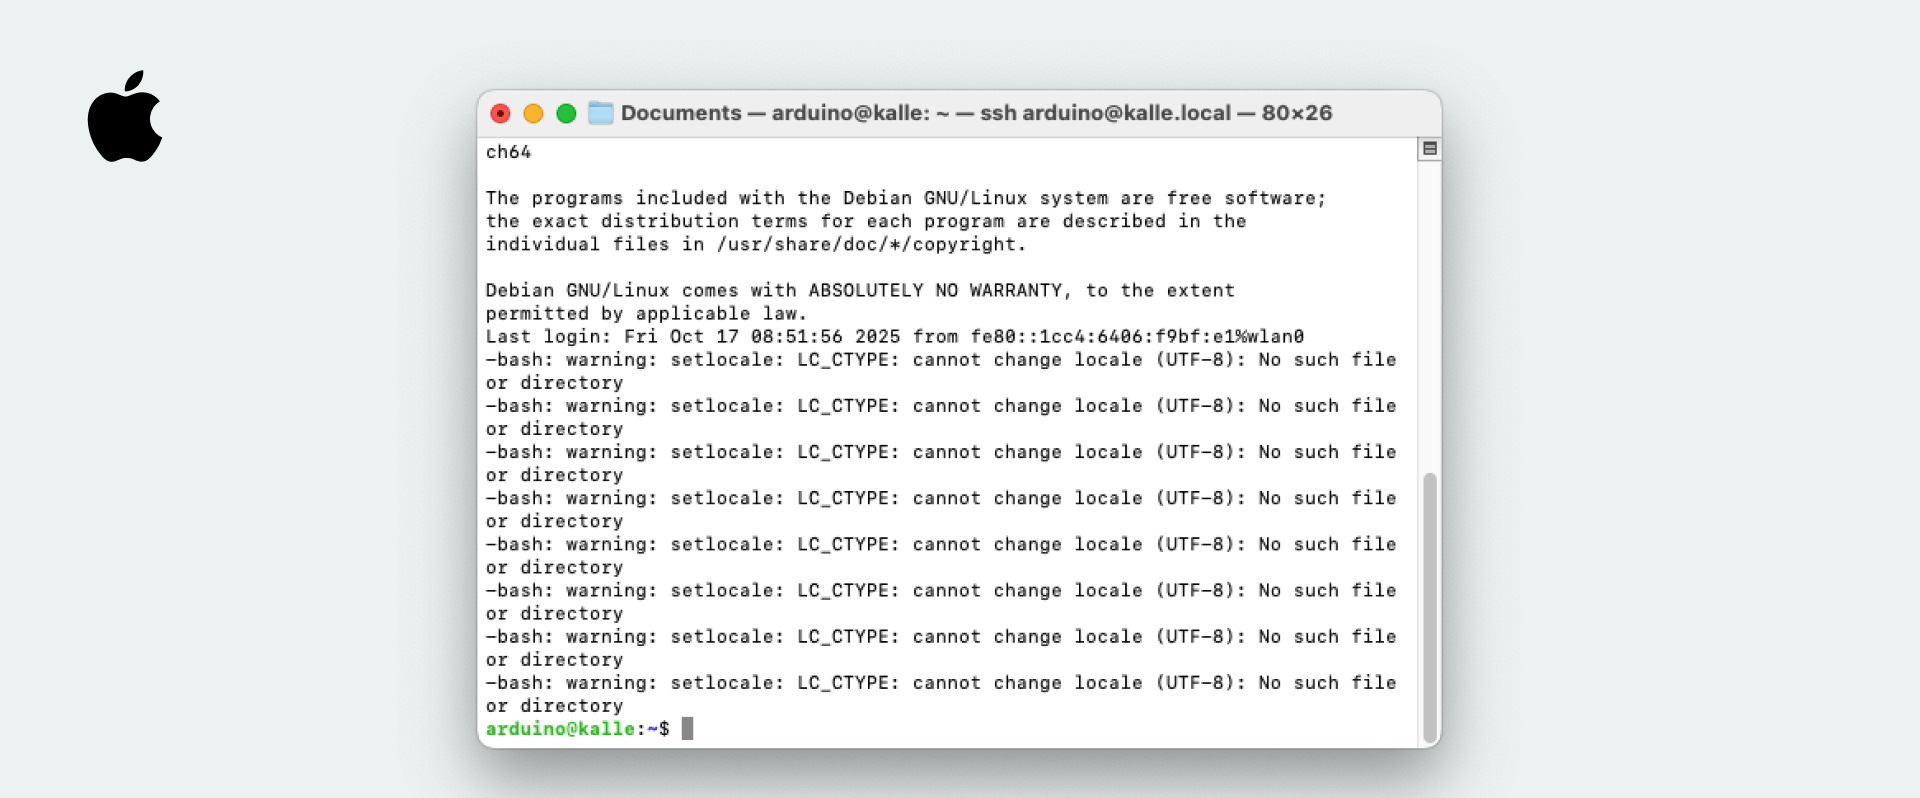 Documents — arduino@kalle: ~ — ssh arduino@kalle.local — 80×26
ch64
The programs included with the Debian GNU/Linux system are free software;
the exact distribution terms for each program are described in the
individual files in /usr/share/doc/*/copyright.
Debian GNU/Linux comes with ABSOLUTELY NO WARRANTY, to the extent
permitted by applicable law.
Last login: Fri Oct 17 08:51:56 2025 from fe80::1cc4:6406:f9bf:e1%wlan0
-bash: warning: setlocale: LC_CTYPE: cannot change locale (UTF-8): No such file
or directory
-bash: warning: setlocale: LC_CTYPE: cannot change locale (UTF-8): No such file
or directory
-bash: warning: setlocale: LC_CTYPE: cannot change locale (UTF-8): No such file
or directory
-bash: warning: setlocale: LC_CTYPE: cannot change locale (UTF-8): No such file
or directory
-bash: warning: setlocale: LC_CTYPE: cannot change locale (UTF-8): No such file
or directory
-bash: warning: setlocale: LC_CTYPE: cannot change locale (UTF-8): No such file
or directory
-bash: warning: setlocale: LC_CTYPE: cannot change locale (UTF-8): No such file
or directory
-bash: warning: setlocale: LC_CTYPE: cannot change locale (UTF-8): No such file
or directory
arduino@kalle:~$